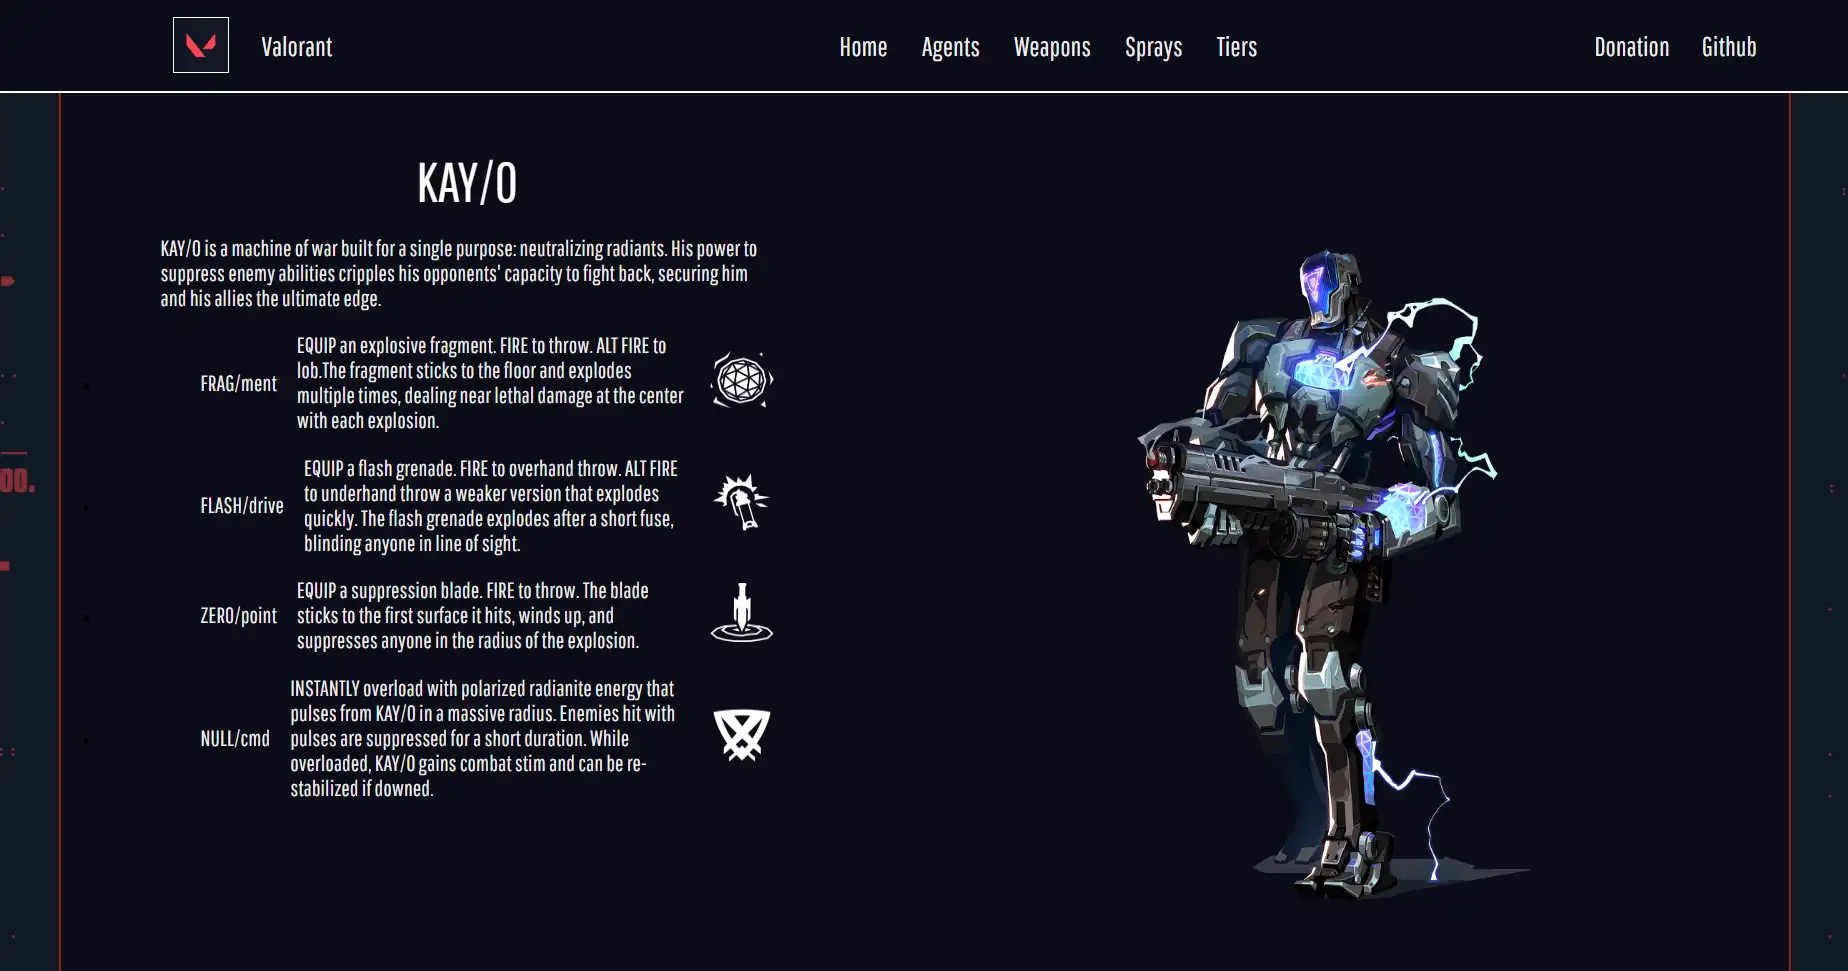 Valorant
Home Agents Weapons Sprays Tiers
Donation Github
KAY/O
KAY/O is a machine of war built for a single purpose: neutralizing radiants. His power to
suppress enemy abilities cripples his opponents' capacity to fight back, securing him
and his allies the ultimate edge.
FRAG/ment
EQUIP an explosive fragment. FIRE to throw. ALT FIRE to
lob.The fragment sticks to the floor and explodes
multiple times, dealing near lethal damage at the center
with each explosion.
FLASH/drive
EQUIP a flash grenade. FIRE to overhand throw. ALT FIRE
to underhand throw a weaker version that explodes
quickly. The flash grenade explodes after a short fuse,
blinding anyone in line of sight.
ZERO/point
EQUIP a suppression blade. FIRE to throw. The blade
sticks to the first surface it hits, winds up, and
suppresses anyone in the radius of the explosion.
NULL/cmd
INSTANTLY overload with polarized radianite energy that
pulses from KAY/O in a massive radius. Enemies hit with
pulses are suppressed for a short duration. While
overloaded, KAY/O gains combat stim and can be re-
stabilized if downed.
00.